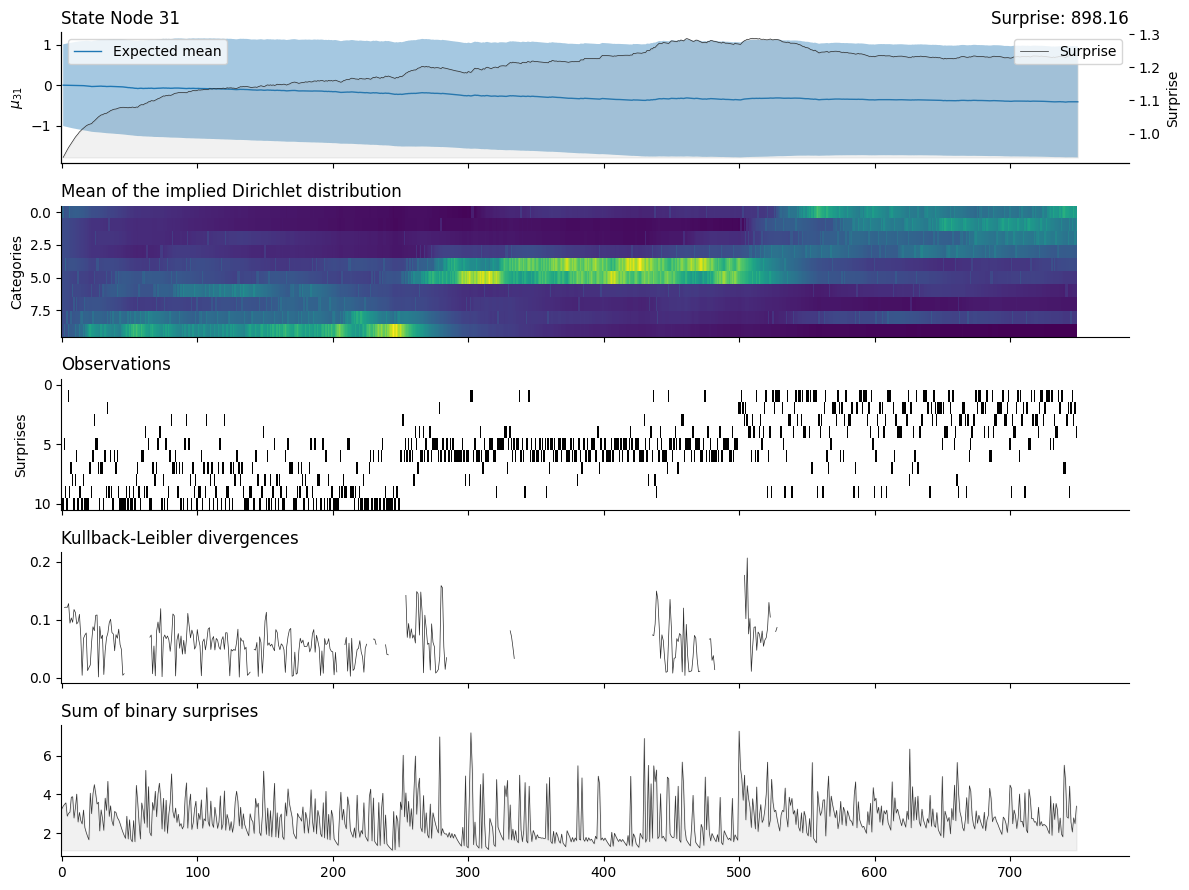 State Node 31
Surprise: 898.16
Expected mean
Surprise
1
0
−1
μ31
1.3
1.2
1.1
1.0
Surprise
Mean of the implied Dirichlet distribution
0.0
2.5
5.0
7.5
Categories
Observations
0
5
10
Surprises
Kullback-Leibler divergences
0.2
0.1
0.0
Sum of binary surprises
6
4
2
0 100 200 300 400 500 600 700